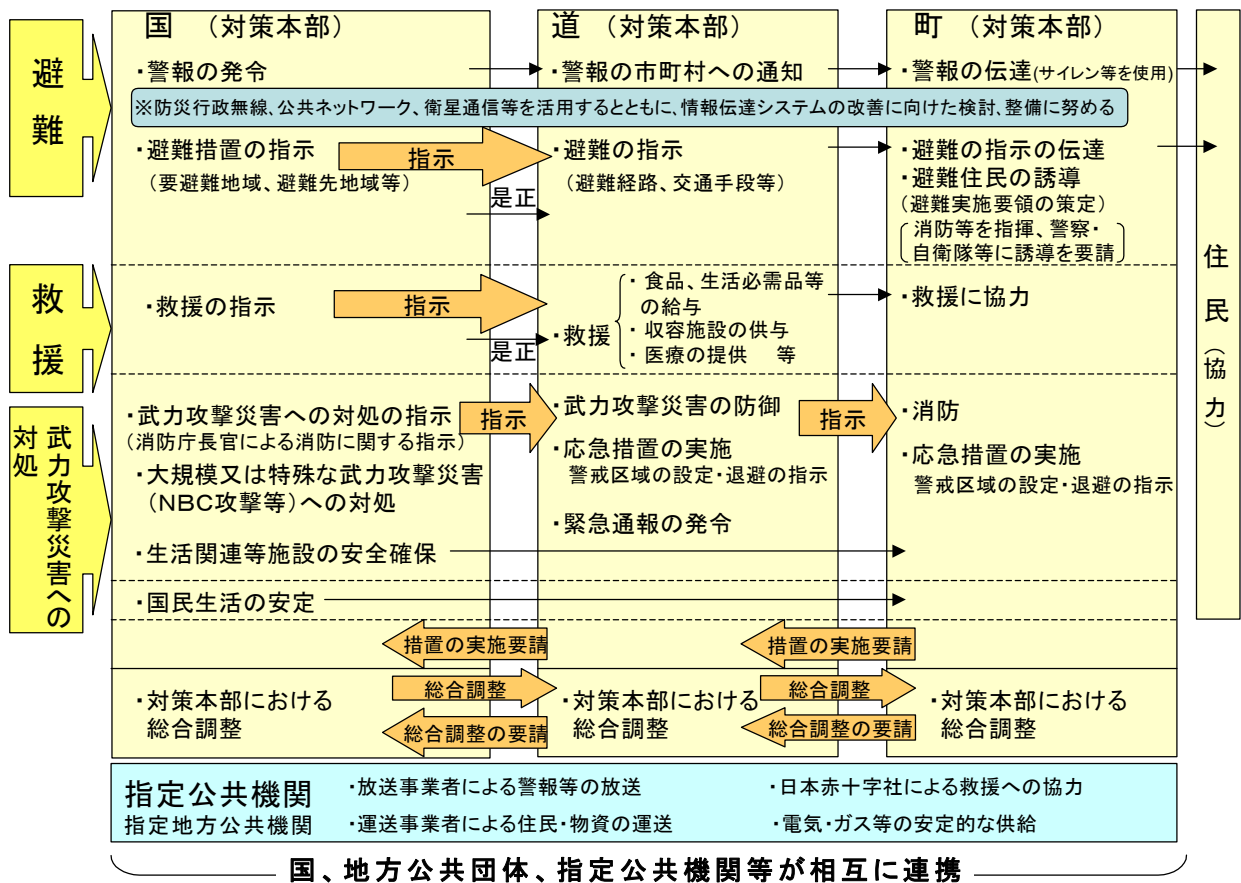 避難
国 （対策本部）
道 （対策本部）
町 （対策本部）
・警報の発令
・警報の市町村への通知
・警報の伝達(サイレン等を使用)
※防災行政無線、公共ネットワーク、衛星通信等を活用するとともに、情報伝達システムの改善に向けた検討、整備に努める
・避難措置の指示
（要避難地域、避難先地域等）
指示
是正
・避難の指示
（避難経路、交通手段等）
・避難の指示の伝達
・避難住民の誘導
（避難実施要領の策定）
消防等を指揮、警察・
自衛隊等に誘導を要請
住民（協力）
救援
・救援の指示
指示
是正
・救援
・食品、生活必需品等
の給与
・収容施設の供与
・医療の提供 等
・救援に協力
武力攻撃災害への
対処
・武力攻撃災害への対処の指示
（消防庁長官による消防に関する指示）
指示
・武力攻撃災害の防御
指示
・消防
・大規模又は特殊な武力攻撃災害
（NBC攻撃等）への対処
・応急措置の実施
警戒区域の設定・退避の指示
・応急措置の実施
警戒区域の設定・退避の指示
・緊急通報の発令
・生活関連等施設の安全確保
・国民生活の安定
措置の実施要請
措置の実施要請
・対策本部における
総合調整
総合調整
総合調整の要請
・対策本部における
総合調整
総合調整
総合調整の要請
・対策本部における
総合調整
指定公共機関
指定地方公共機関
・放送事業者による警報等の放送
・日本赤十字社による救援への協力
・運送事業者による住民・物資の運送
・電気・ガス等の安定的な供給
国、地方公共団体、指定公共機関等が相互に連携